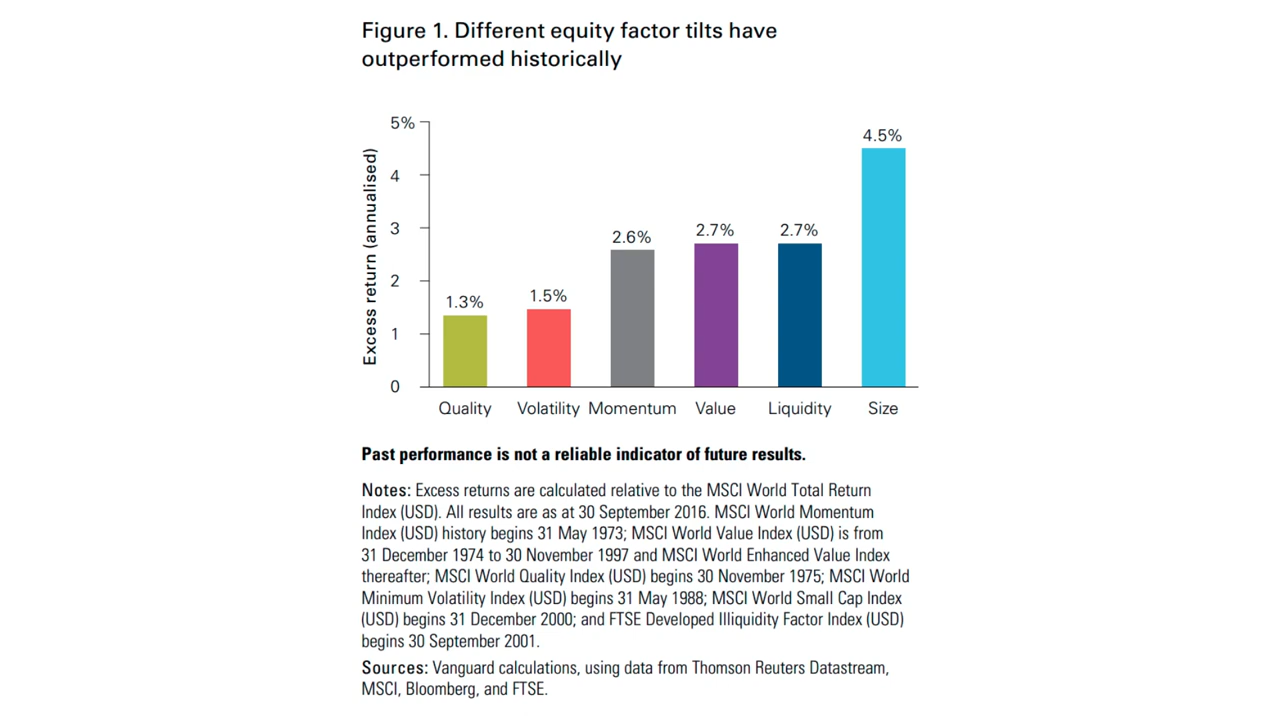 Figure 1. Different equity factor tilts have
outperformed historically
Excess return (annualised)
5%
4
3
2
1
0
1.3%
1.5%
2.6%
2.7%
2.7%
4.5%
Quality
Volatility
Momentum
Value
Liquidity
Size
Past performance is not a reliable indicator of future results.
Notes: Excess returns are calculated relative to the MSCI World Total Return
Index (USD). All results are as at 30 September 2016. MSCI World Momentum
Index (USD) history begins 31 May 1973; MSCI World Value Index (USD) is from
31 December 1974 to 30 November 1997 and MSCI World Enhanced Value Index
thereafter; MSCI World Quality Index (USD) begins 30 November 1975; MSCI World
Minimum Volatility Index (USD) begins 31 May 1988; MSCI World Small Cap Index
(USD) begins 31 December 2000; and FTSE Developed Illiquidity Factor Index (USD)
begins 30 September 2001.
Sources: Vanguard calculations, using data from Thomson Reuters Datastream,
MSCI, Bloomberg, and FTSE.